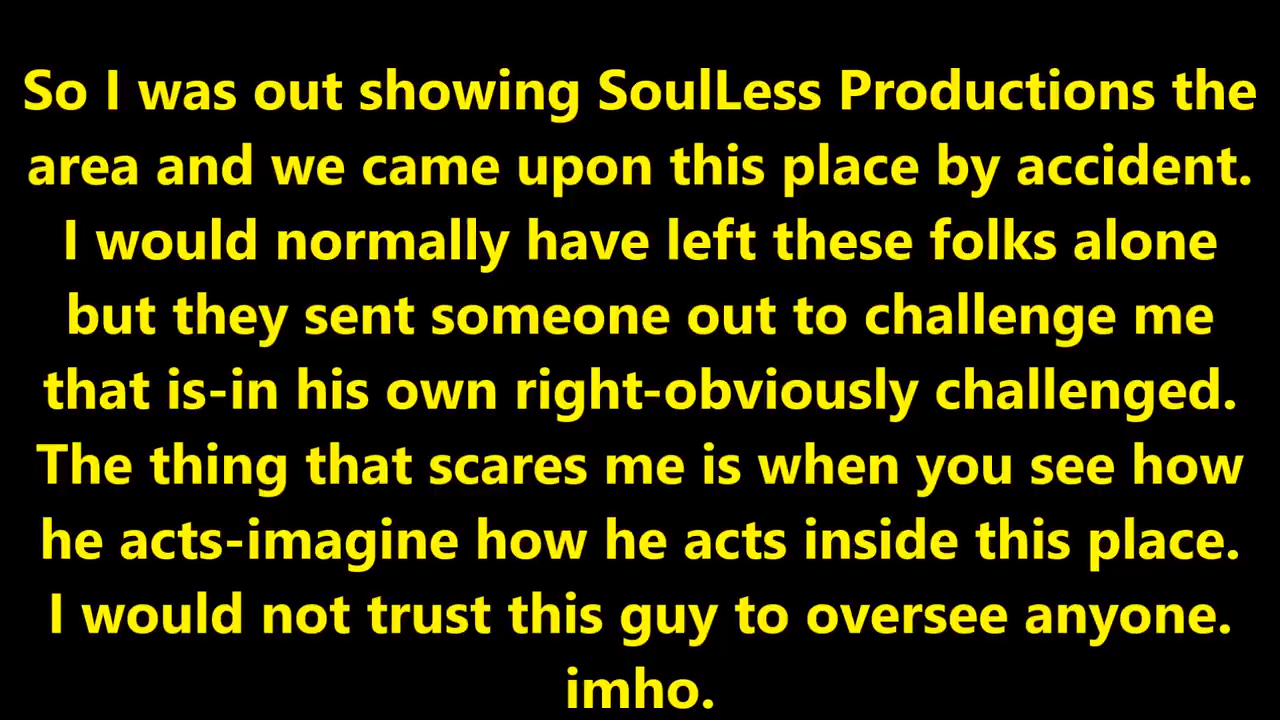 So I was out showing SoulLess Productions the
area and we came upon this place by accident.
I would normally have left these folks alone
but they sent someone out to challenge me
that is-in his own right-obviously challenged.
The thing that scares me is when you see how
he acts-imagine how he acts inside this place.
I would not trust this guy to oversee anyone.
imho.